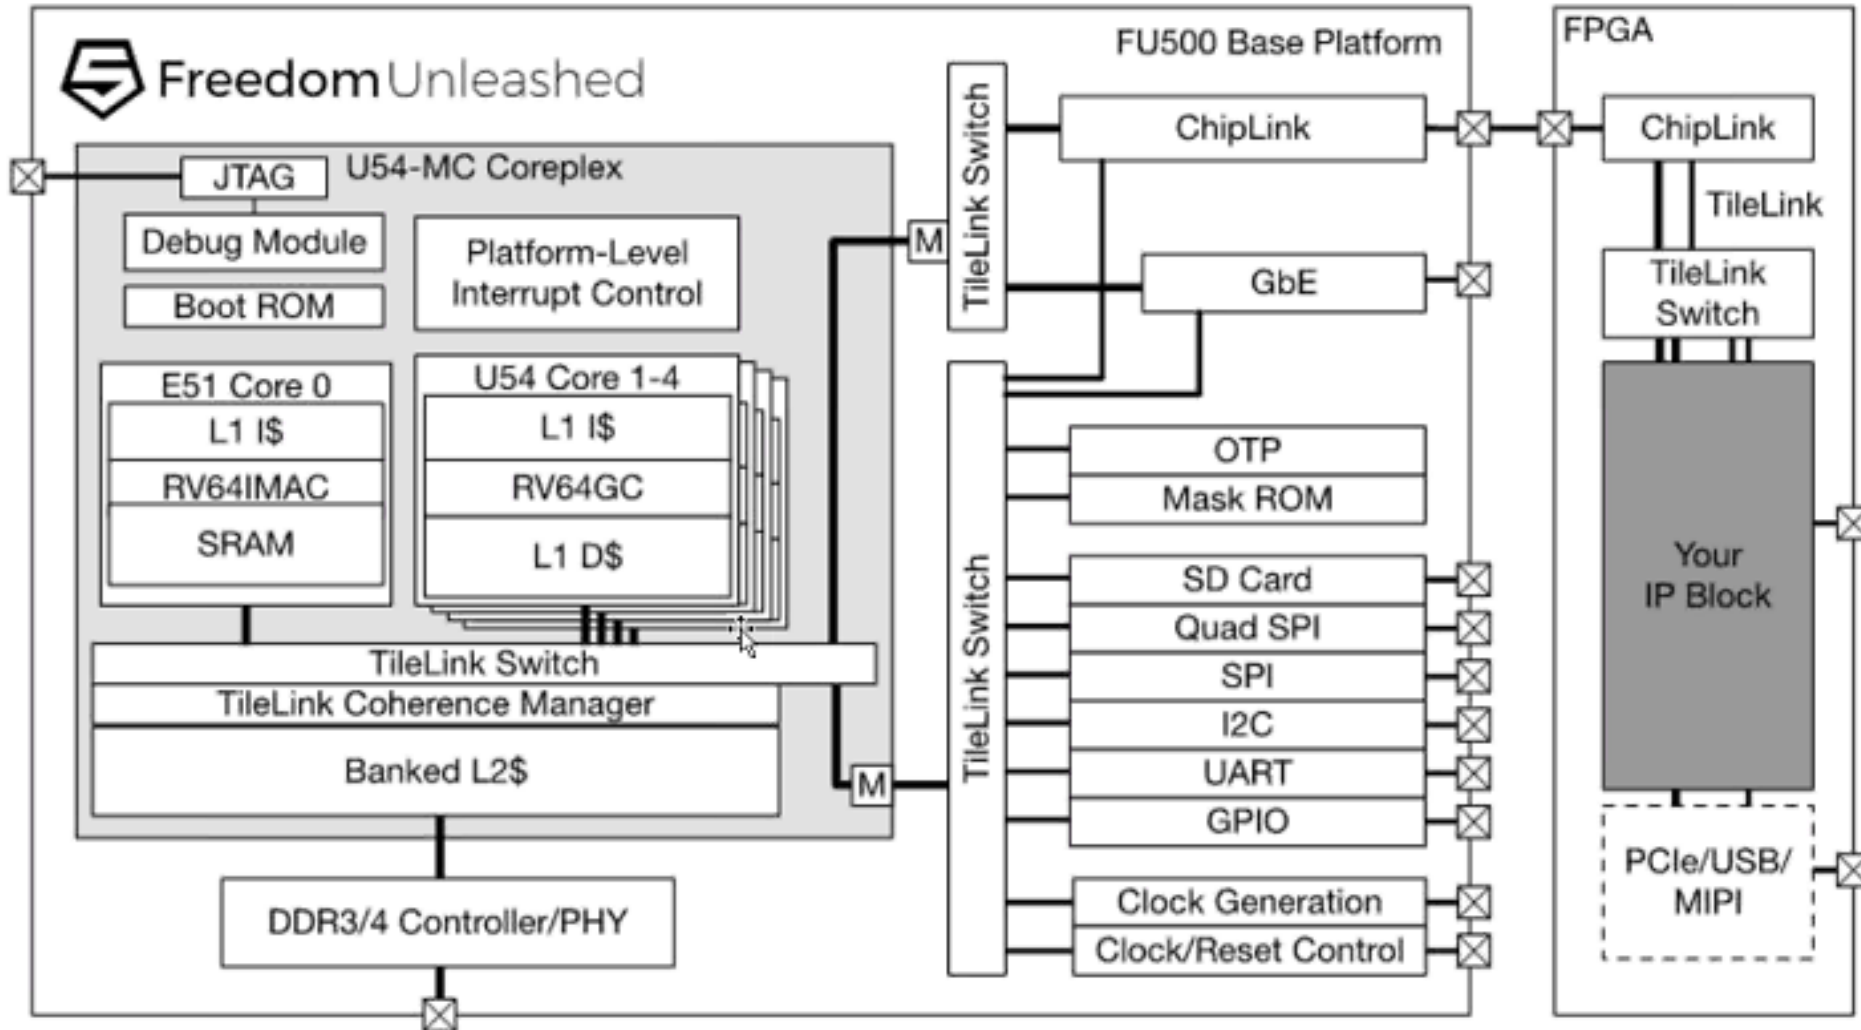 FU500 Base Platform
Freedom Unleashed
U54-MC Coreplex
JTAG
Debug Module
Boot ROM
Platform-Level
Interrupt Control
E51 Core 0
L1 I$
RV64IMAC
SRAM
U54 Core 1-4
L1 I$
RV64GC
L1 D$
TileLink Switch
TileLink Coherence Manager
Banked L2$
DDR3/4 Controller/PHY
M
M
TileLink Switch
TileLink Switch
ChipLink
GbE
OTP
Mask ROM
SD Card
Quad SPI
SPI
I2C
UART
GPIO
Clock Generation
Clock/Reset Control
FPGA
ChipLink
TileLink
TileLink
Switch
Your
IP Block
PCIe/USB/
MIPI